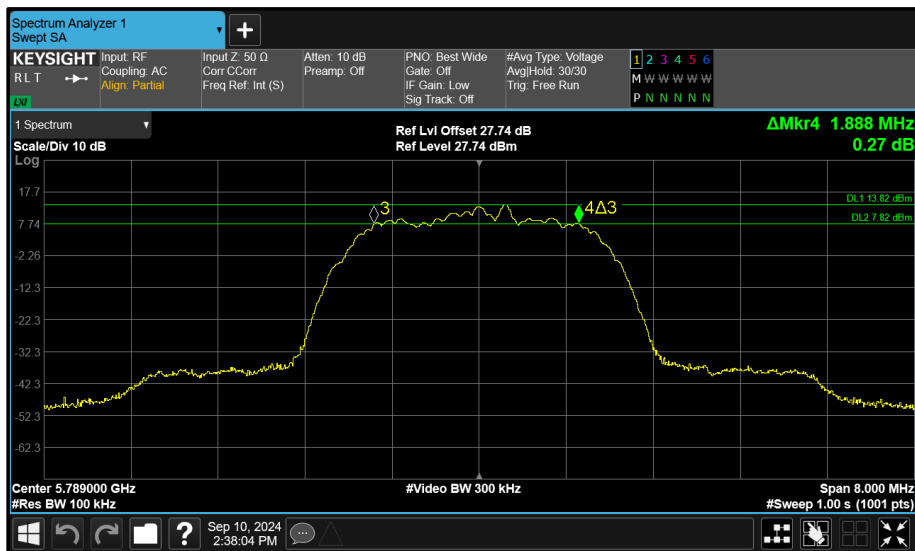 Spectrum Analyzer 1
Swept SA
KEYSIGHT
R L T
LXI
Input: RF
Coupling: AC
Align: Partial
Input Z: 50 Ω
Corr CCorr
Freq Ref: Int (S)
Atten: 10 dB
Preamp: Off
PNO: Best Wide
Gate: Off
IF Gain: Low
Sig Track: Off
#Avg Type: Voltage
Avg|Hold: 30/30
Trig: Free Run
1 2 3 4 5 6
M W W W W W
P N N N N N
1 Spectrum
Scale/Div 10 dB
Log
Ref Lvl Offset 27.74 dB
Ref Level 27.74 dBm
ΔMkr4 1.888 MHz
0.27 dB
17.7
DL1 13.82 dBm
3
4Δ3
7.74
DL2 7.82 dBm
-2.26
-12.3
-22.3
-32.3
-42.3
-52.3
-62.3
Center 5.789000 GHz
#Video BW 300 kHz
Span 8.000 MHz
#Res BW 100 kHz
#Sweep 1.00 s (1001 pts)
?
Sep 10, 2024
2:38:04 PM